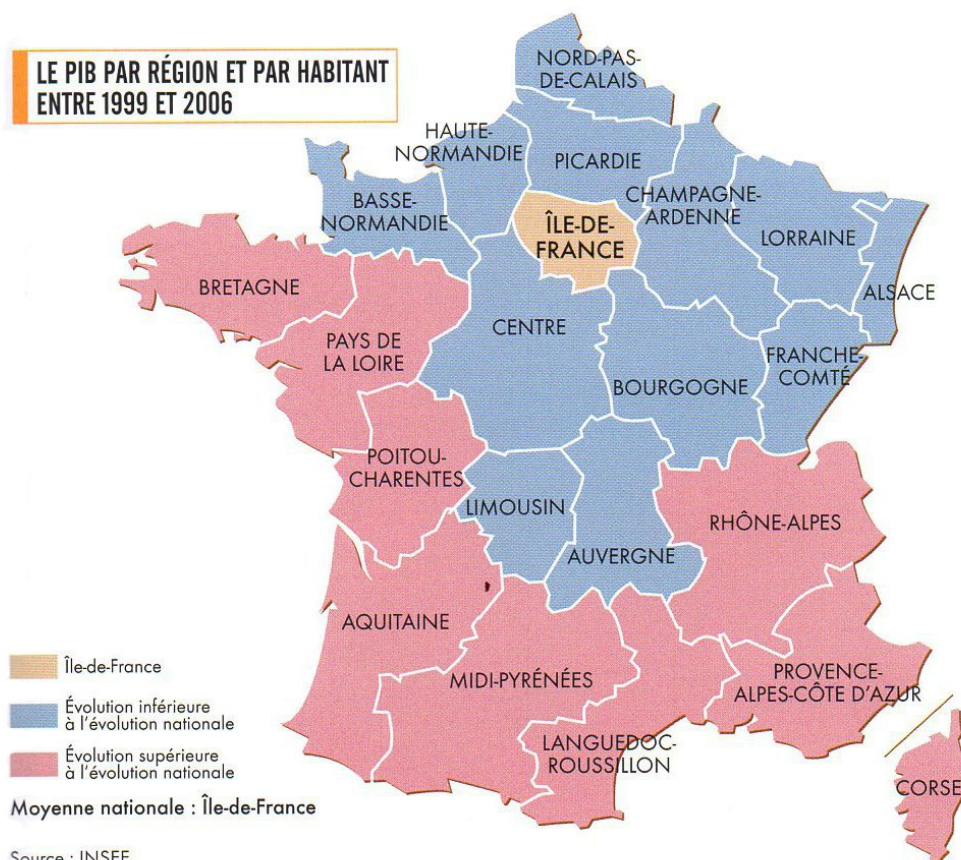 LE PIB PAR RÉGION ET PAR HABITANT
ENTRE 1999 ET 2006
NORD-PAS-
DE-CALAIS
HAUTE-
NORMANDIE
PICARDIE
BASSE-
NORMANDIE
CHAMPAGNE-
ARDENNE
ÎLE-DE-
FRANCE
LORRAINE
ALSACE
BRETAGNE
PAYS DE
LA LOIRE
CENTRE
FRANCHE-
COMTÉ
BOURGOGNE
POITOU-
CHARENTES
LIMOUSIN
RHÔNE-ALPES
AUVERGNE
AQUITAINE
MIDI-PYRÉNÉES
PROVENCE-
ALPES-CÔTE D'AZUR
LANGUEDOC-
ROUSSILLON
CORSE
Île-de-France
Évolution inférieure
à l'évolution nationale
Évolution supérieure
à l'évolution nationale
Moyenne nationale : Île-de-France
Source : INSEE